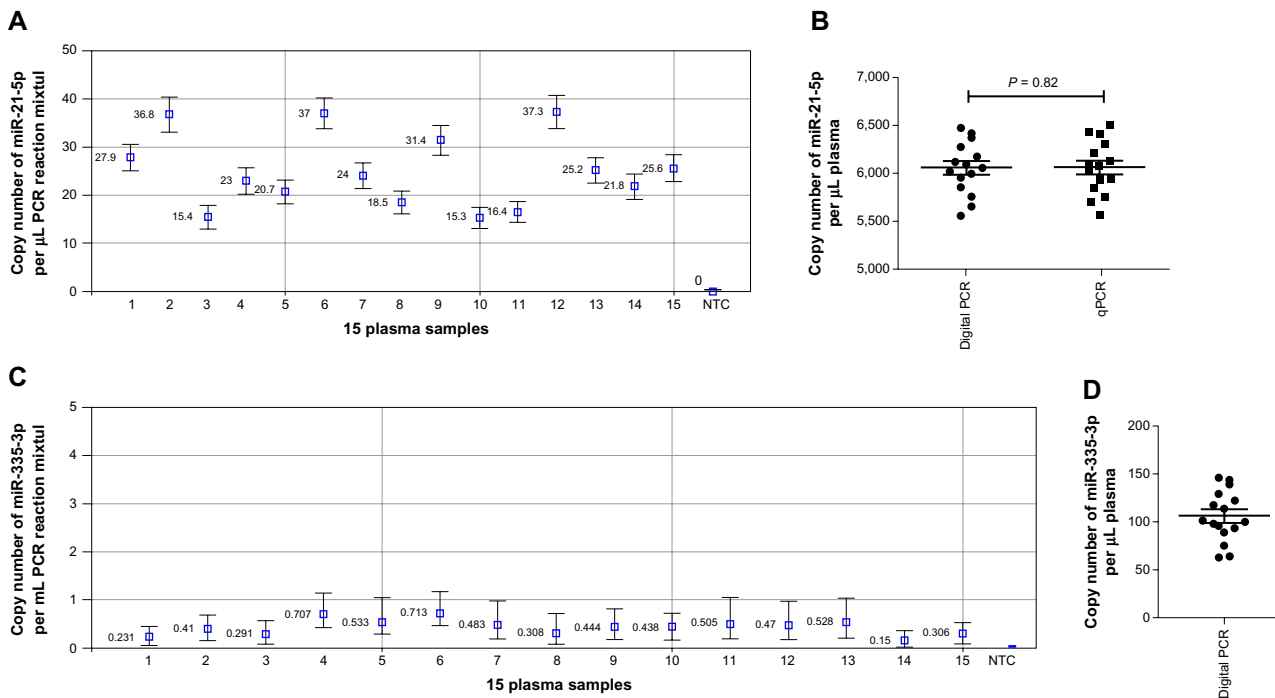 A
Copy number of miR-21-5p
per μL PCR reaction mixtul
50
40
30
20
10
0
27.9
36.8
15.4
23
20.7
37
24
18.5
31.4
15.3
16.4
37.3
25.2
21.8
25.6
0
1 2 3 4 5 6 7 8 9 10 11 12 13 14 15 NTC
15 plasma samples
B
Copy number of miR-21-5p
per μL plasma
7,000
6,500
6,000
5,500
5,000
P = 0.82
Digital PCR
qPCR
C
Copy number of miR-335-3p
per mL PCR reaction mixtul
5
4
3
2
1
0
0.231
0.41
0.291
0.707
0.533
0.713
0.483
0.308
0.444
0.438
0.505
0.47
0.528
0.15
0.306
1 2 3 4 5 6 7 8 9 10 11 12 13 14 15 NTC
15 plasma samples
D
Copy number of miR-335-3p
per μL plasma
200
150
100
50
0
Digital PCR